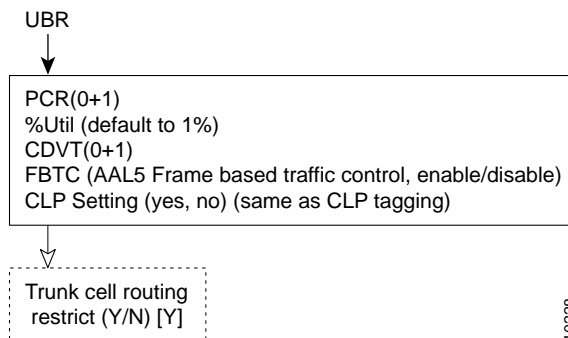 UBR
PCR(0+1)
%Util (default to 1%)
CDVT(0+1)
FBTC (AAL5 Frame based traffic control, enable/disable)
CLP Setting (yes, no) (same as CLP tagging)
Trunk cell routing
restrict (Y/N) [Y]